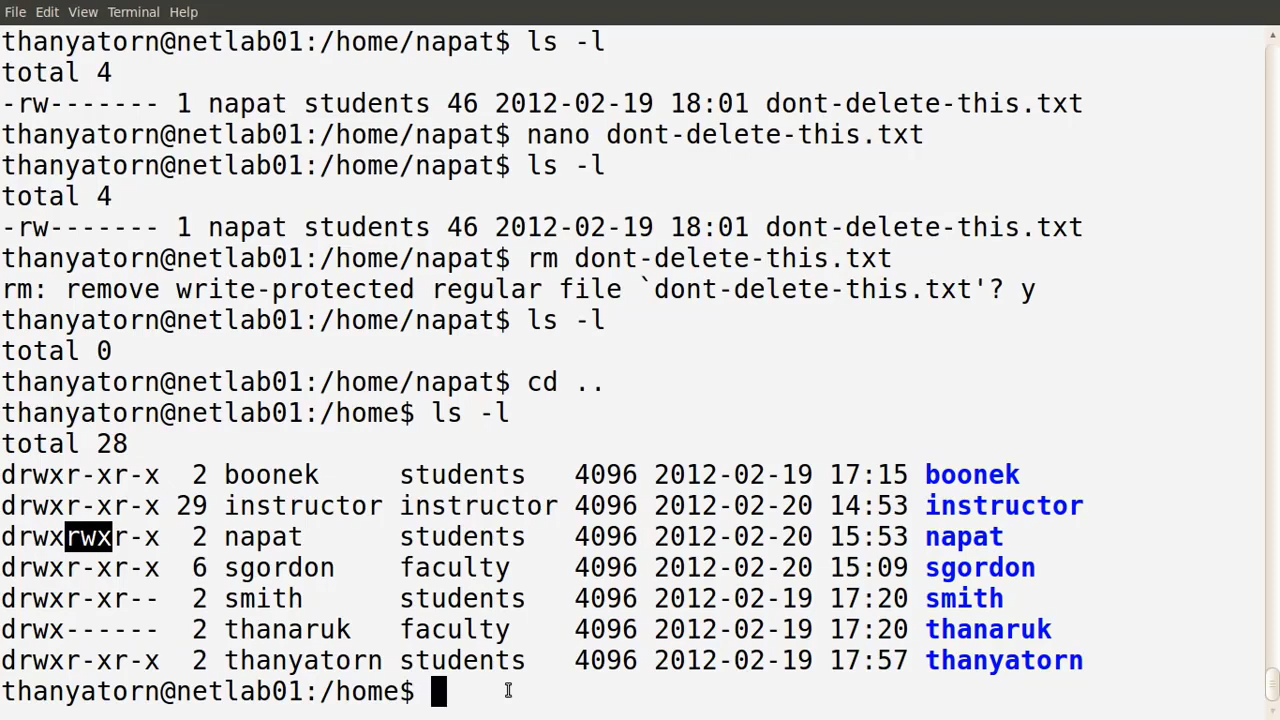 File Edit View Terminal Help
thanyatorn@netlab01:/home/napat$ ls -l
total 4
-rw------- 1 napat students 46 2012-02-19 18:01 dont-delete-this.txt
thanyatorn@netlab01:/home/napat$ nano dont-delete-this.txt
thanyatorn@netlab01:/home/napat$ ls -l
total 4
-rw------- 1 napat students 46 2012-02-19 18:01 dont-delete-this.txt
thanyatorn@netlab01:/home/napat$ rm dont-delete-this.txt
rm: remove write-protected regular file `dont-delete-this.txt'? y
thanyatorn@netlab01:/home/napat$ ls -l
total 0
thanyatorn@netlab01:/home/napat$ cd ..
thanyatorn@netlab01:/home$ ls -l
total 28
drwxr-xr-x  2 boonek     students   4096 2012-02-19 17:15 boonek
drwxr-xr-x 29 instructor instructor 4096 2012-02-20 14:53 instructor
drwxrwxr-x  2 napat      students   4096 2012-02-20 15:53 napat
drwxr-xr-x  6 sgordon    faculty    4096 2012-02-20 15:09 sgordon
drwxr-xr--  2 smith      students   4096 2012-02-19 17:20 smith
drwx------  2 thanaruk   faculty    4096 2012-02-19 17:20 thanaruk
drwxr-xr-x  2 thanyatorn students   4096 2012-02-19 17:57 thanyatorn
thanyatorn@netlab01:/home$